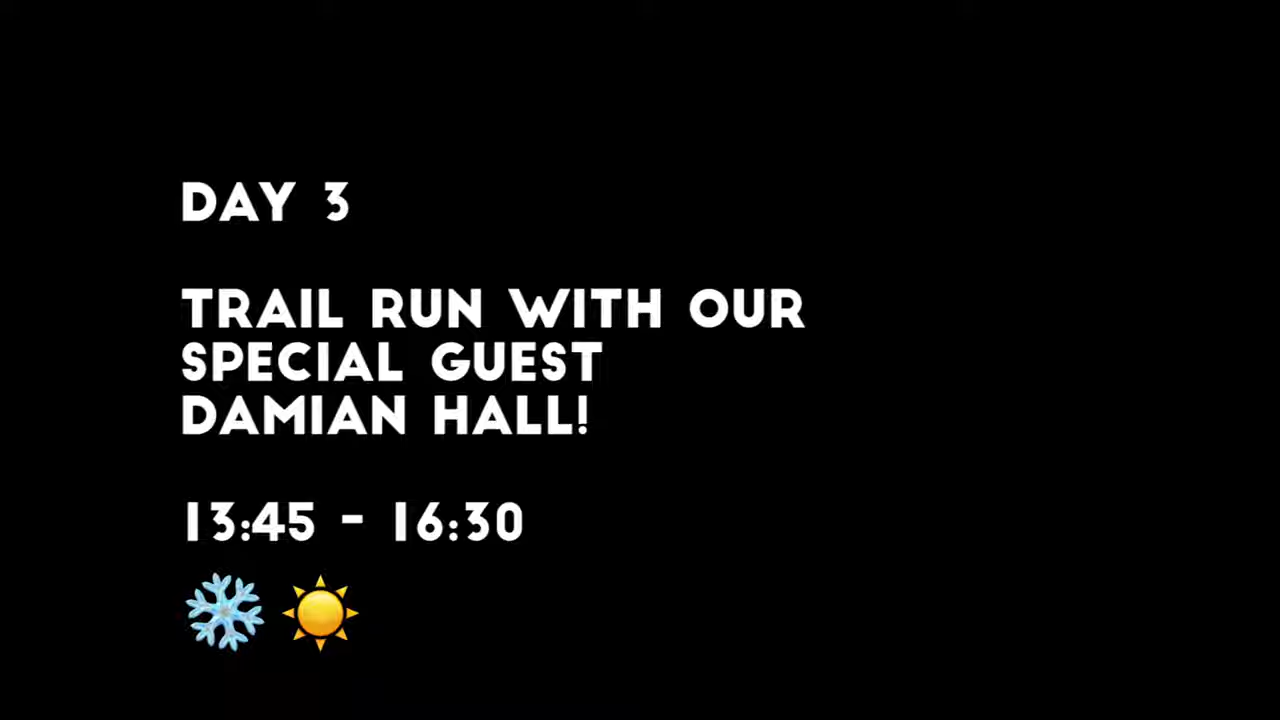 DAY 3
TRAIL RUN WITH OUR
SPECIAL GUEST
DAMIAN HALL!
13:45 - 16:30